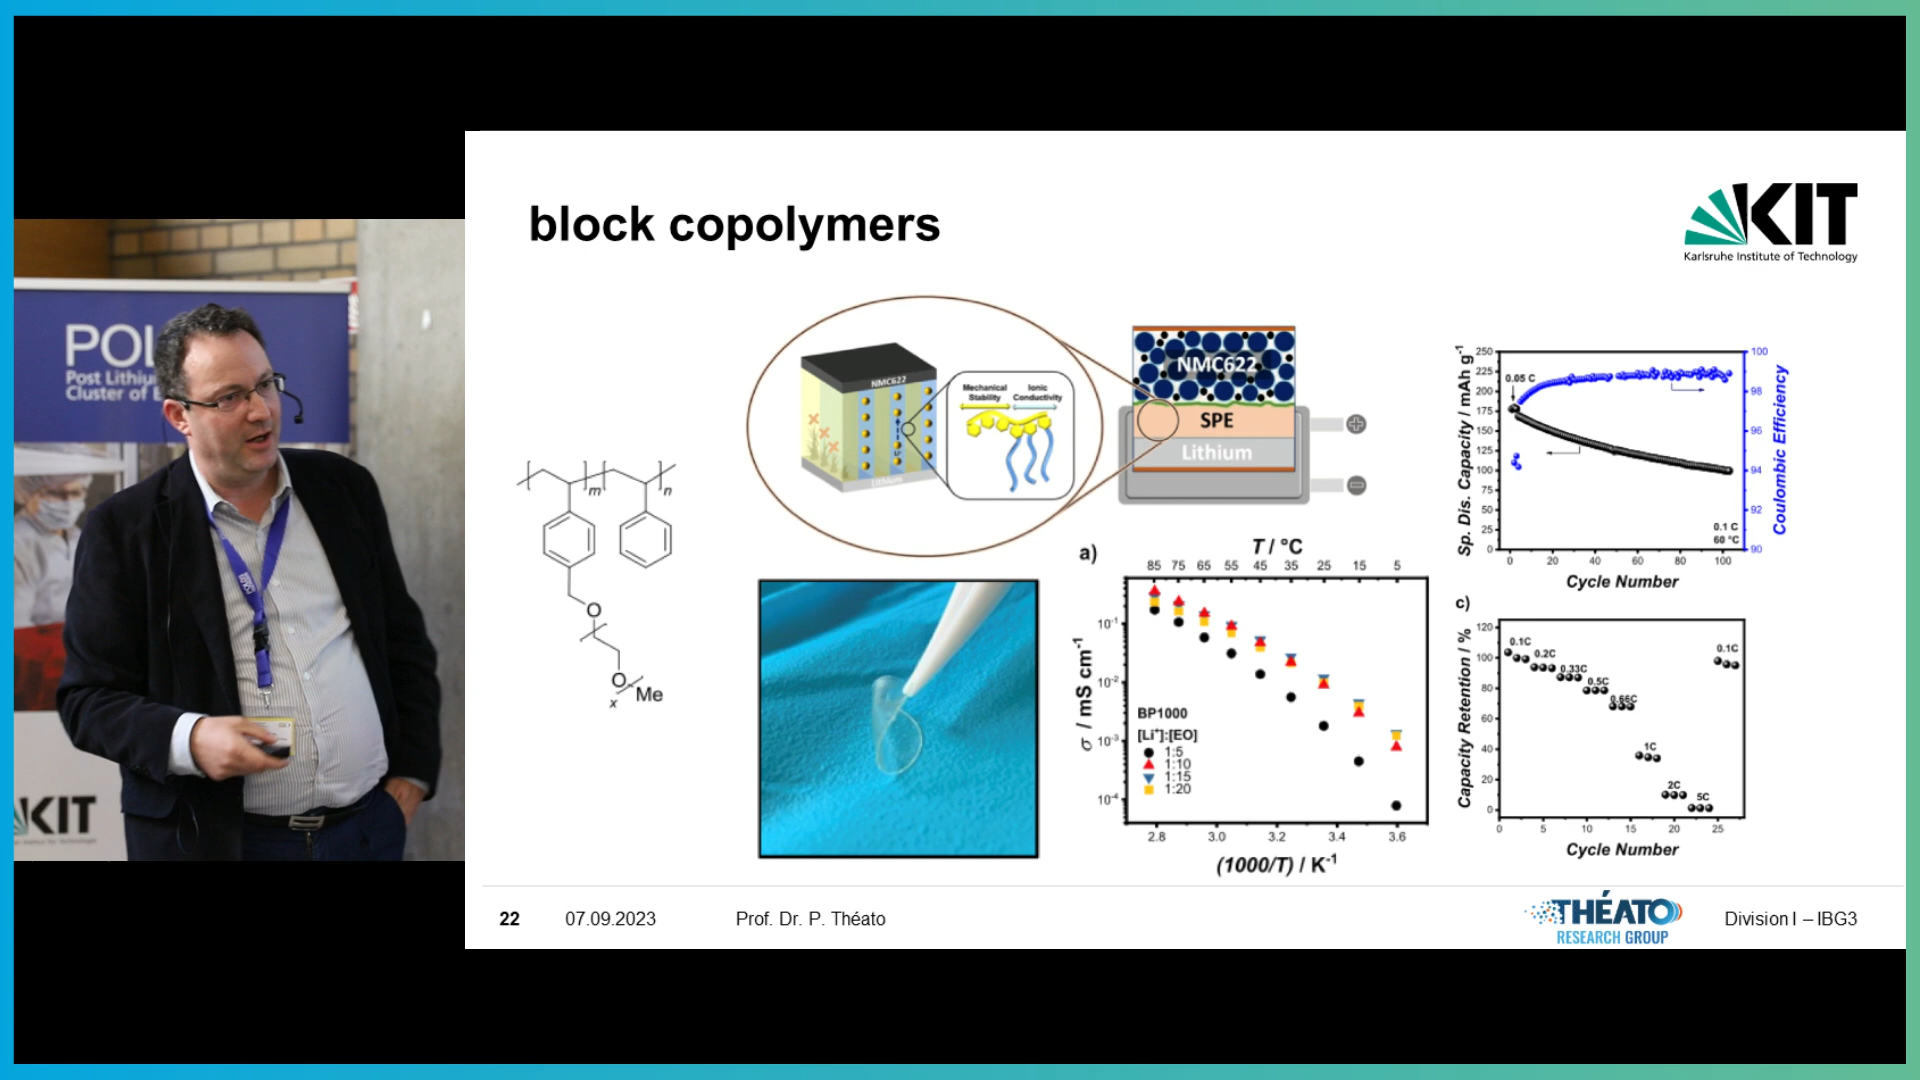 POL
Post Lithiu
Cluster of E
KIT
block copolymers
KIT
Karlsruhe Institute of Technology
m
n
O
O
Me
x
NMC622
Lithium
Mechanical Stability
Ionic Conductivity
NMC622
SPE
Lithium
+
−
Sp. Dis. Capacity / mAh g-1
250
225
200
175
150
125
100
75
50
25
0
0.05 C
0.1 C
60 °C
100
98
96
94
92
90
Coulombic Efficiency
0 20 40 60 80 100
Cycle Number
a)
T / °C
85 75 65 55 45 35 25 15 5
σ / mS cm-1
10-1
10-2
10-3
10-4
BP1000
[Li+]:[EO]
1:5
1:10
1:15
1:20
2.8 3.0 3.2 3.4 3.6
(1000/T) / K-1
c)
Capacity Retention / %
120
100
80
60
40
20
0
0.1C
0.2C
0.33C
0.5C
0.66C
1C
2C
5C
0.1C
0 5 10 15 20 25
Cycle Number
22 07.09.2023 Prof. Dr. P. Théato
THÉATO
RESEARCH GROUP
Division I – IBG3